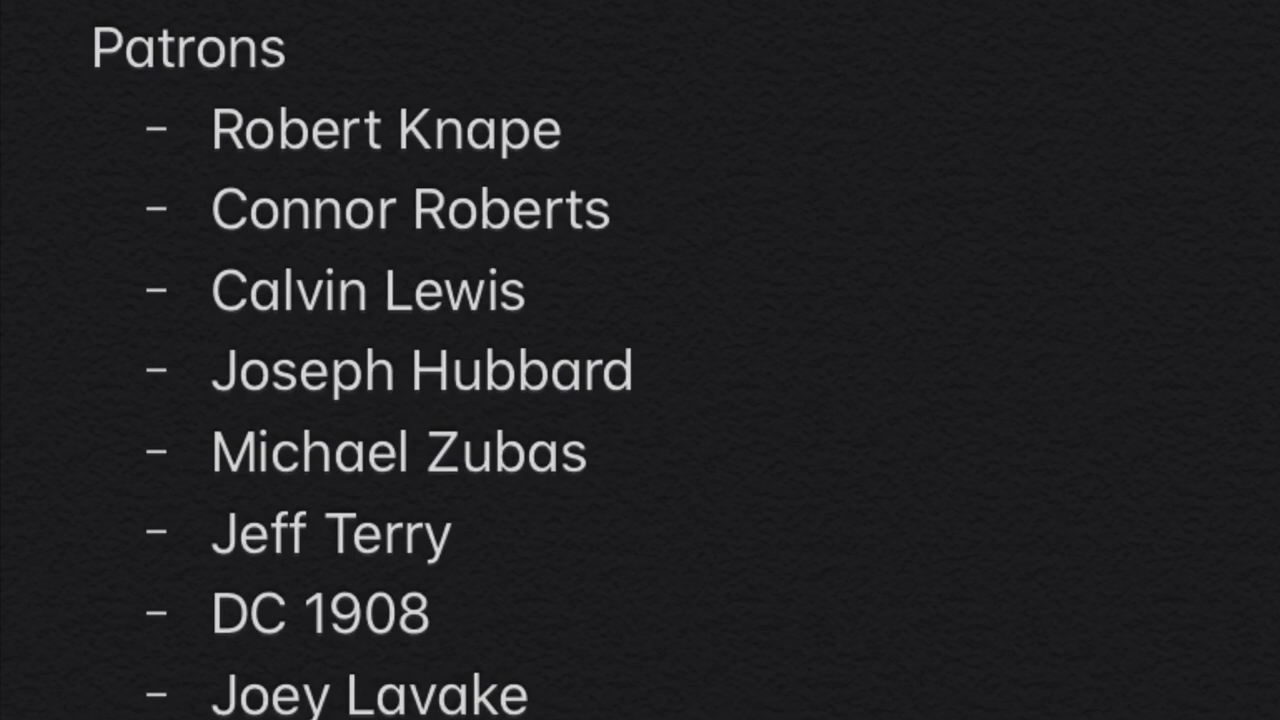 Patrons
– Robert Knape
– Connor Roberts
– Calvin Lewis
– Joseph Hubbard
– Michael Zubas
– Jeff Terry
– DC 1908
– Joey Lavake